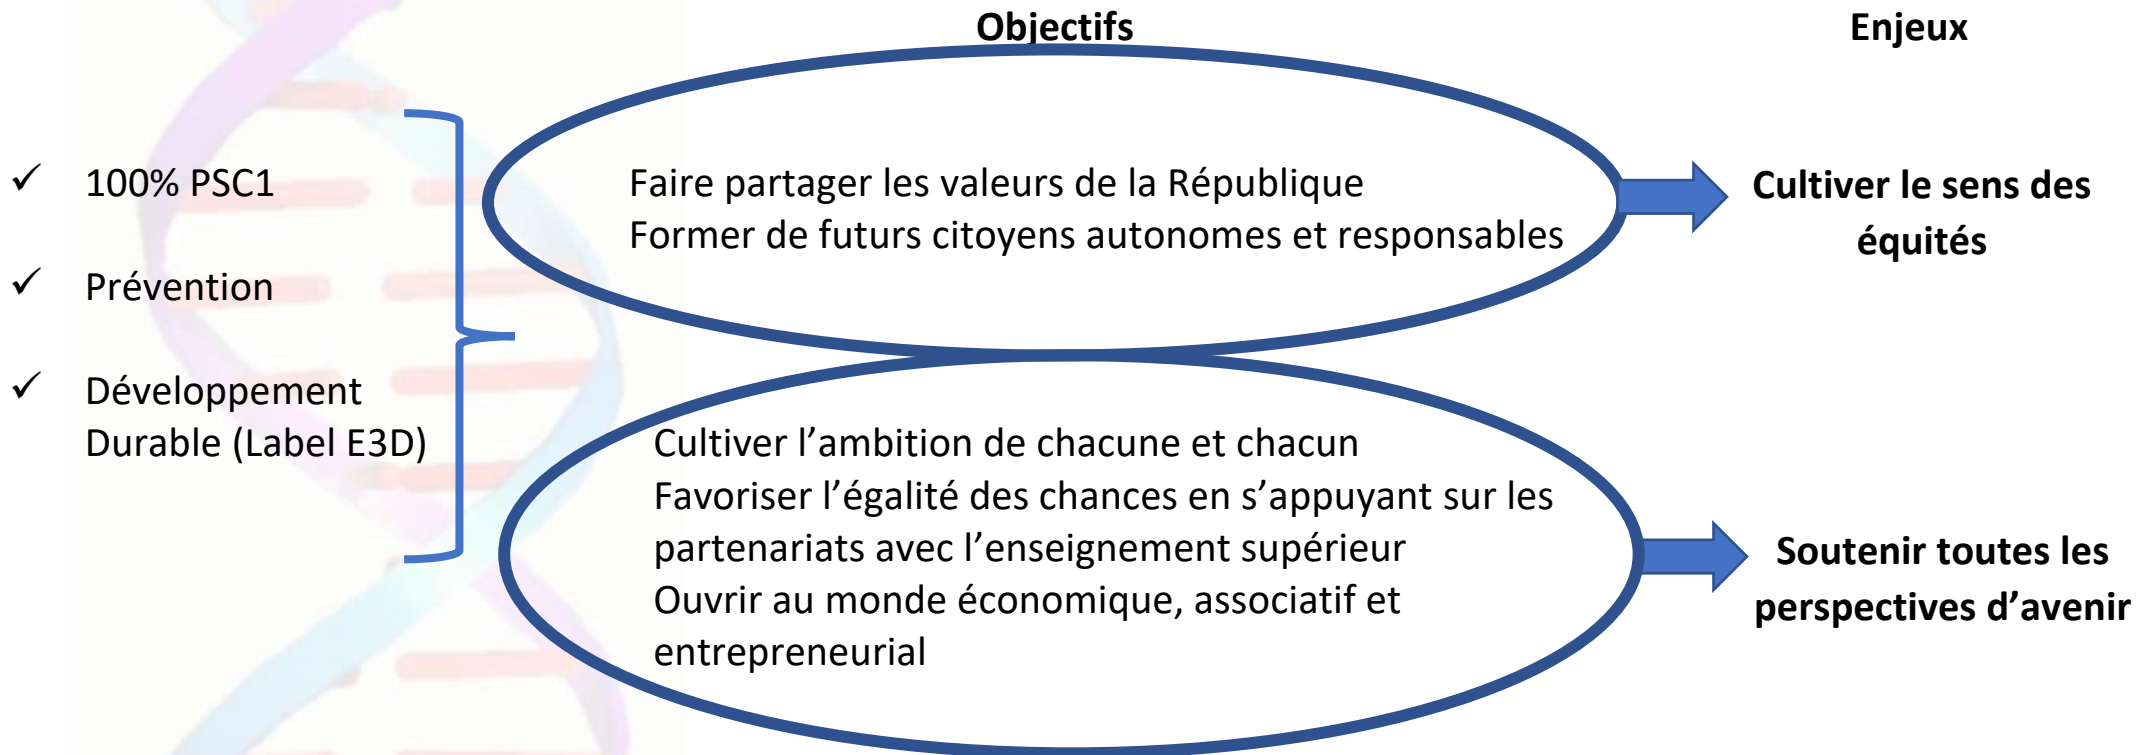 Objectifs
Enjeux
✓ 100% PSC1
✓ Prévention
✓ Développement
Durable (Label E3D)
Faire partager les valeurs de la République
Former de futurs citoyens autonomes et responsables
Cultiver le sens des
équités
Cultiver l’ambition de chacune et chacun
Favoriser l’égalité des chances en s’appuyant sur les
partenariats avec l’enseignement supérieur
Ouvrir au monde économique, associatif et
entrepreneurial
Soutenir toutes les
perspectives d’avenir